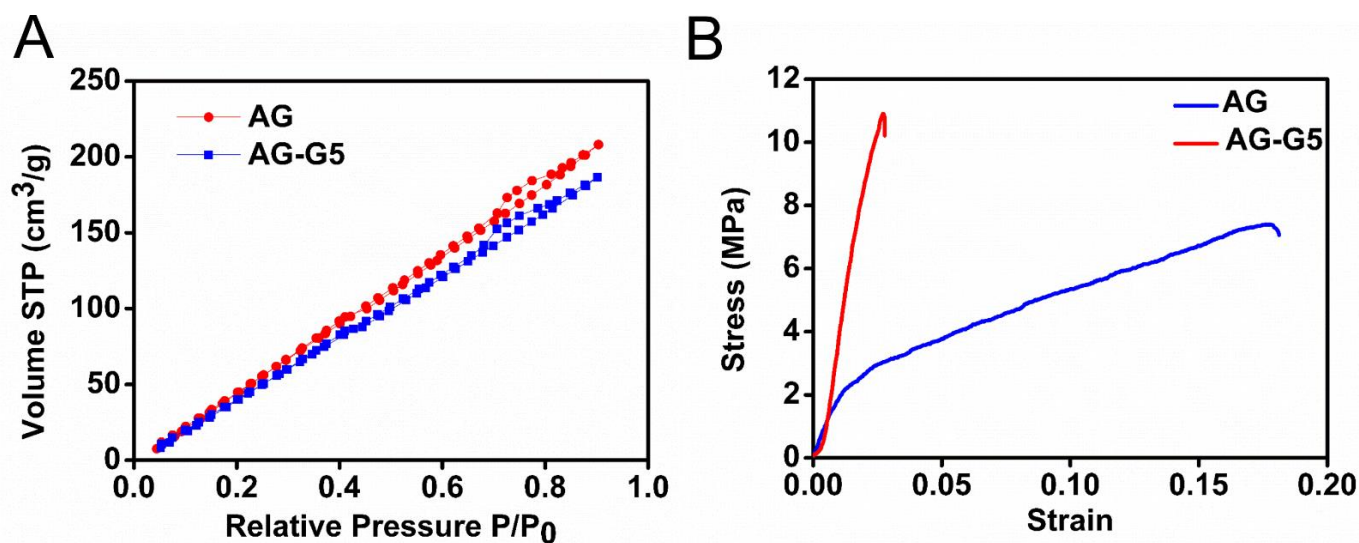 A
Volume STP (cm³/g)
250
200
150
100
50
0
AG
AG-G5
0.0 0.2 0.4 0.6 0.8 1.0
Relative Pressure P/P₀
B
Stress (MPa)
12
10
8
6
4
2
0
AG
AG-G5
0.00 0.05 0.10 0.15 0.20
Strain